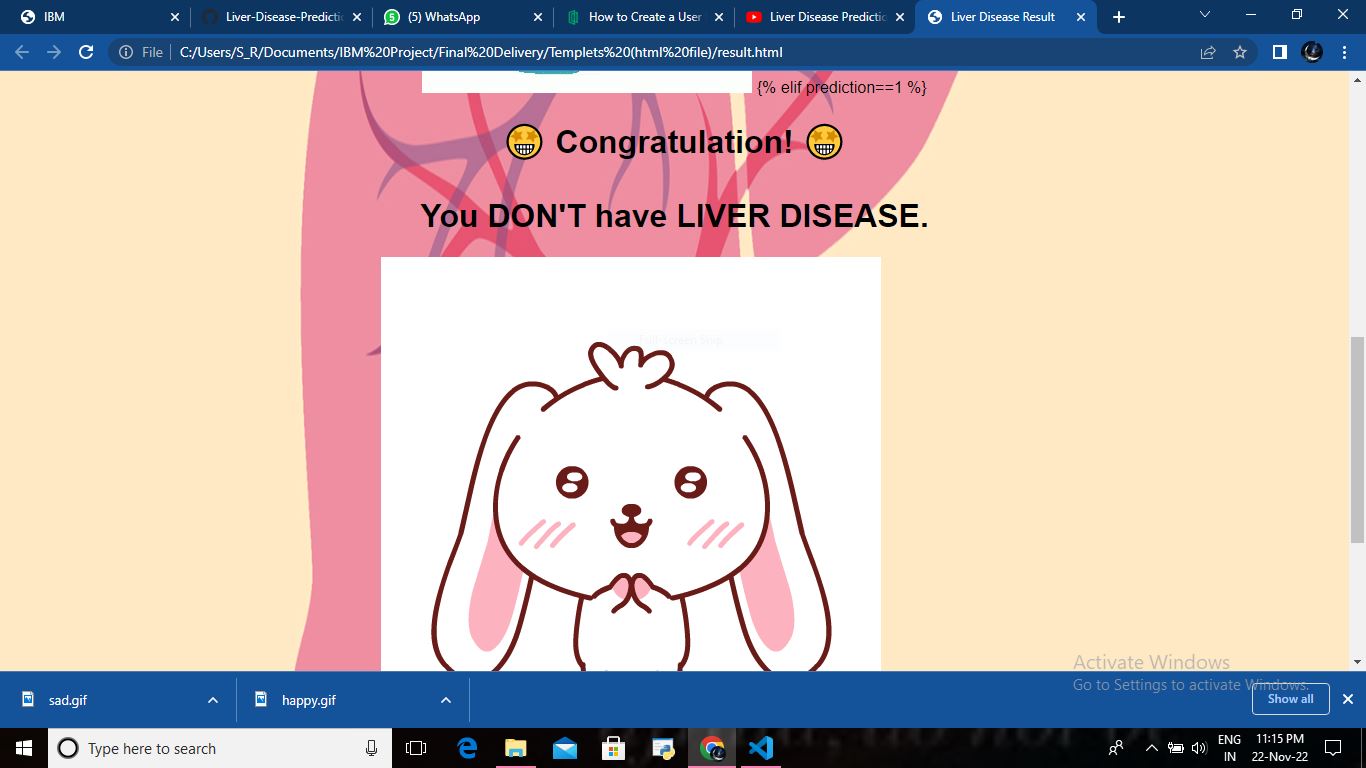 IBM
Liver-Disease-Predictic
(5) WhatsApp
How to Create a User
Liver Disease Predictio
Liver Disease Result
File
C:/Users/S_R/Documents/IBM%20Project/Final%20Delivery/Templets%20(html%20file)/result.html
{% elif prediction==1 %}
Congratulation!
You DON'T have LIVER DISEASE.
Full-screen Snip
Activate Windows
Go to Settings to activate Windows.
sad.gif
happy.gif
Show all
Type here to search
ENG
IN
11:15 PM
22-Nov-22